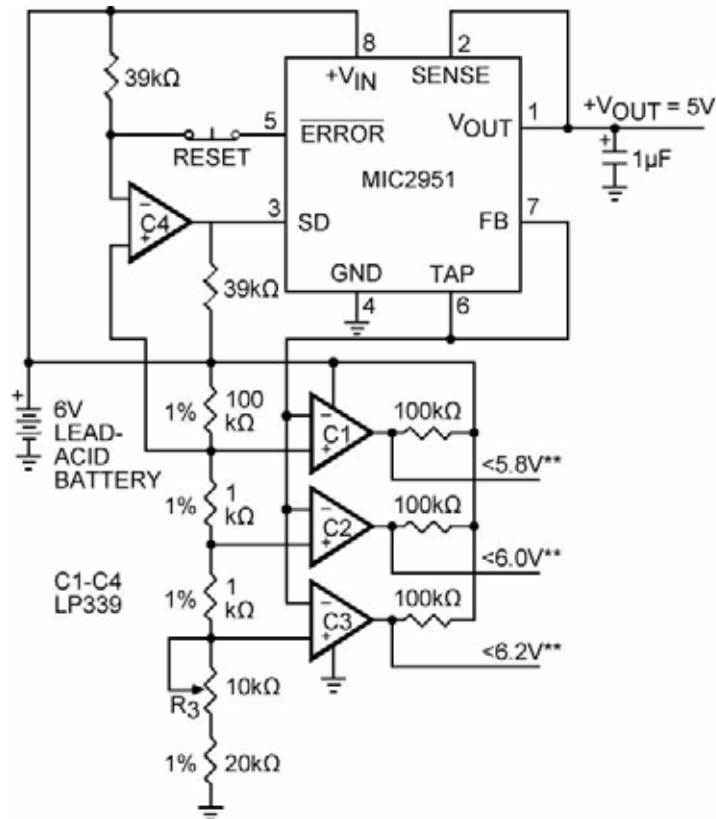 8
2
39kΩ
+VIN
SENSE
+VOUT = 5V
5
ERROR
VOUT
1
RESET
+
1µF
MIC2951
−
C4
+
3
SD
FB
7
GND
TAP
39kΩ
4
6
+
6V
LEAD-
ACID
BATTERY
1%
100
kΩ
−
C1
+
100kΩ
<5.8V**
1%
1
kΩ
−
C2
+
100kΩ
<6.0V**
C1-C4
LP339
1%
1
kΩ
−
C3
+
100kΩ
<6.2V**
R3
10kΩ
1%
20kΩ